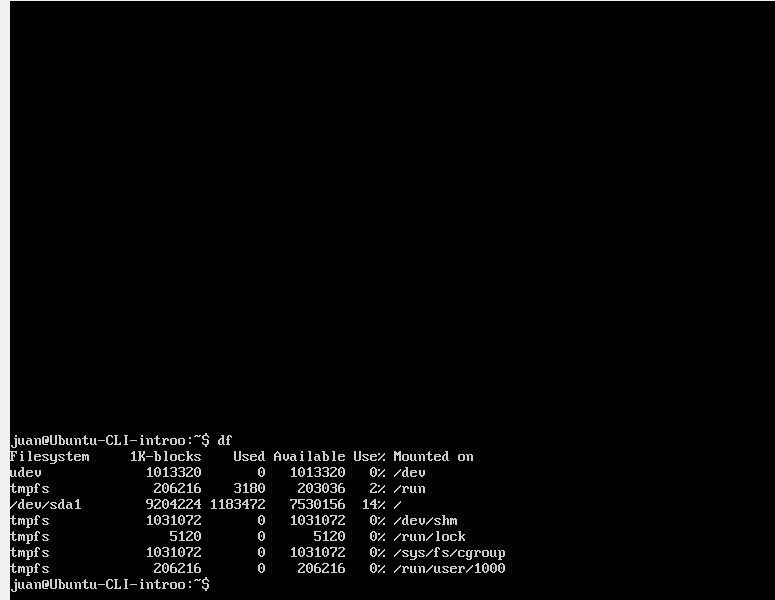 juan@Ubuntu-CLI-introo:~$ df
Filesystem     1K-blocks    Used Available Use% Mounted on
udev             1013320       0   1013320   0% /dev
tmpfs             206216    3180    203036   2% /run
/dev/sda1        9204224 1183472   7530156  14% /
tmpfs            1031072       0   1031072   0% /dev/shm
tmpfs               5120       0      5120   0% /run/lock
tmpfs            1031072       0   1031072   0% /sys/fs/cgroup
tmpfs             206216       0    206216   0% /run/user/1000
juan@Ubuntu-CLI-introo:~$